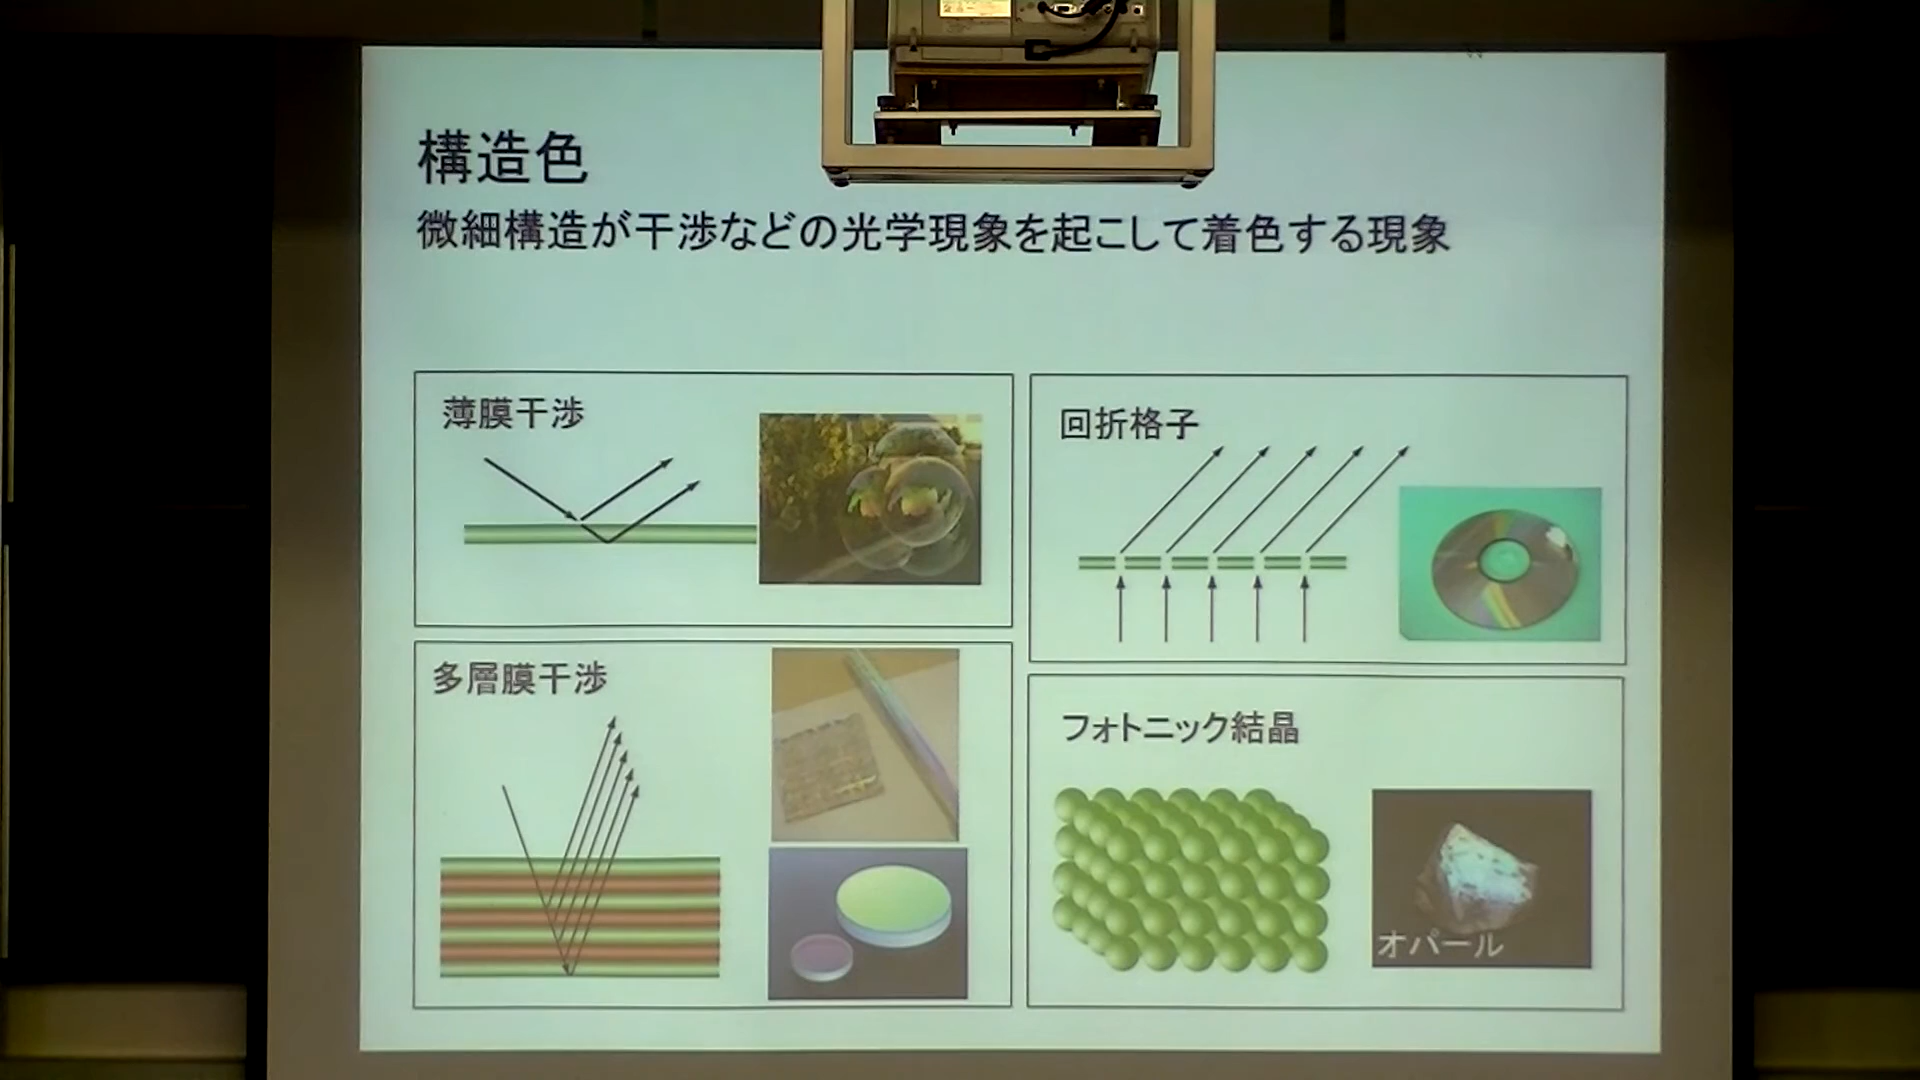 構造色
微細構造が干渉などの光学現象を起こして着色する現象
薄膜干渉
回折格子
多層膜干渉
フォトニック結晶
オパール